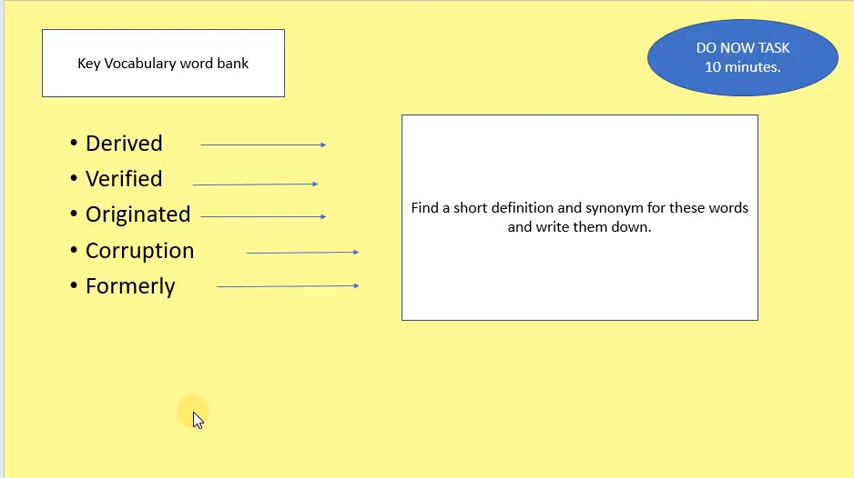 Key Vocabulary word bank
DO NOW TASK
10 minutes.
• Derived
• Verified
• Originated
• Corruption
• Formerly
Find a short definition and synonym for these words
and write them down.